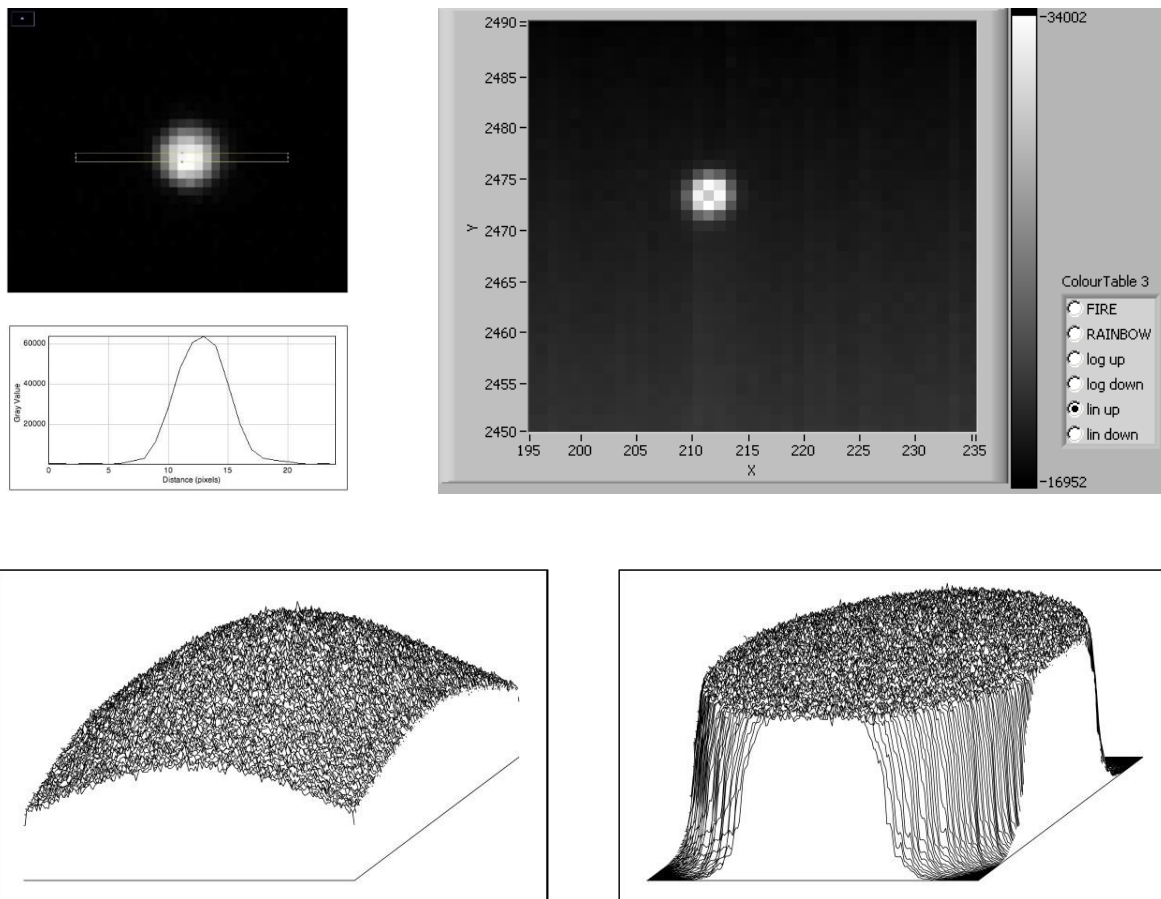 60000
40000
20000
Gray Value
0 5 10 15 20
Distance (pixels)
2490
2485
2480
2475
2470
2465
2460
2455
2450
Y
195 200 205 210 215 220 225 230 235
X
-34002
-16952
ColourTable 3
FIRE
RAINBOW
log up
log down
lin up
lin down